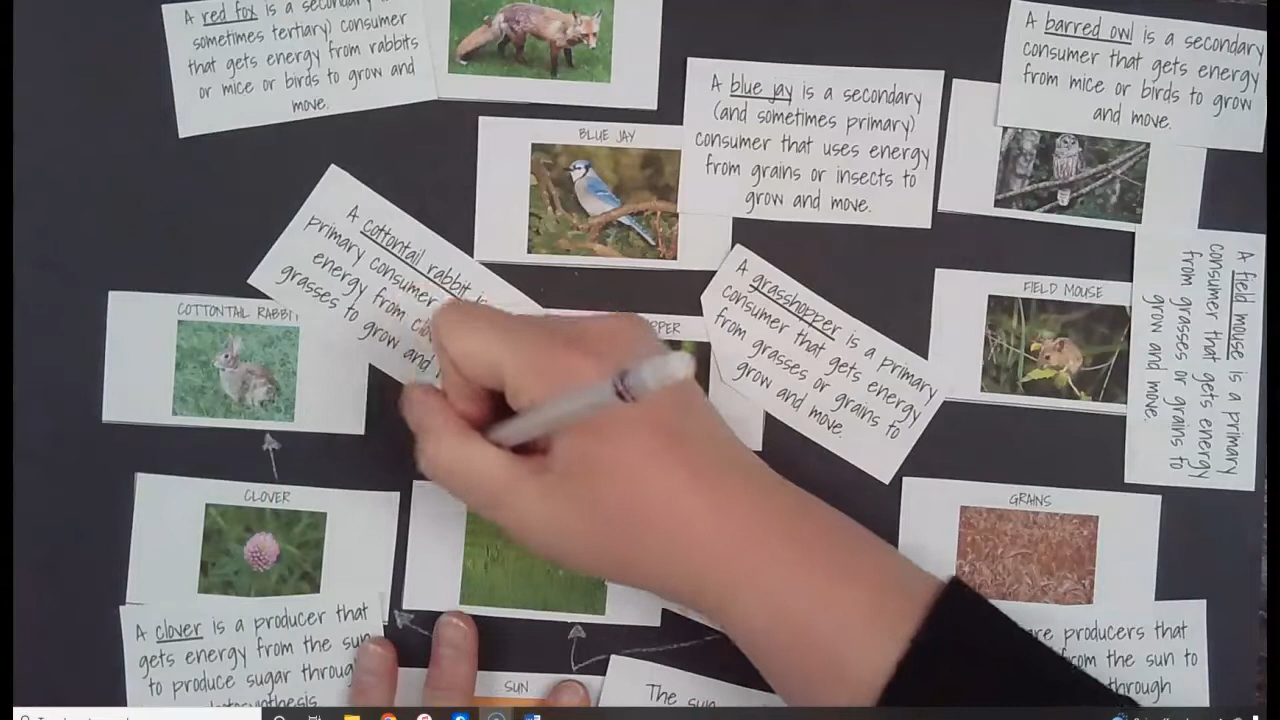 A red fox is a secondary
sometimes tertiary) consumer
that gets energy from rabbits
or mice or birds to grow and
move.
A barred owl is a secondary
consumer that gets energy
from mice or birds to grow
and move.
A blue jay is a secondary
(and sometimes primary)
consumer that uses energy
from grains or insects to
grow and move.
BLUE JAY
A cottontail rabbit is
primary consumer
energy from
grasses to grow and
A grasshopper is a primary
consumer that gets energy
from grasses or grains to
grow and move.
FIELD MOUSE
A field mouse is a primary
consumer that gets energy
from grasses or grains to
grow and move.
COTTONTAIL RABBIT
CLOVER
GRAINS
A clover is a producer that
gets energy from the sun
to produce sugar through
are producers that
from the sun to
through
SUN
The sun